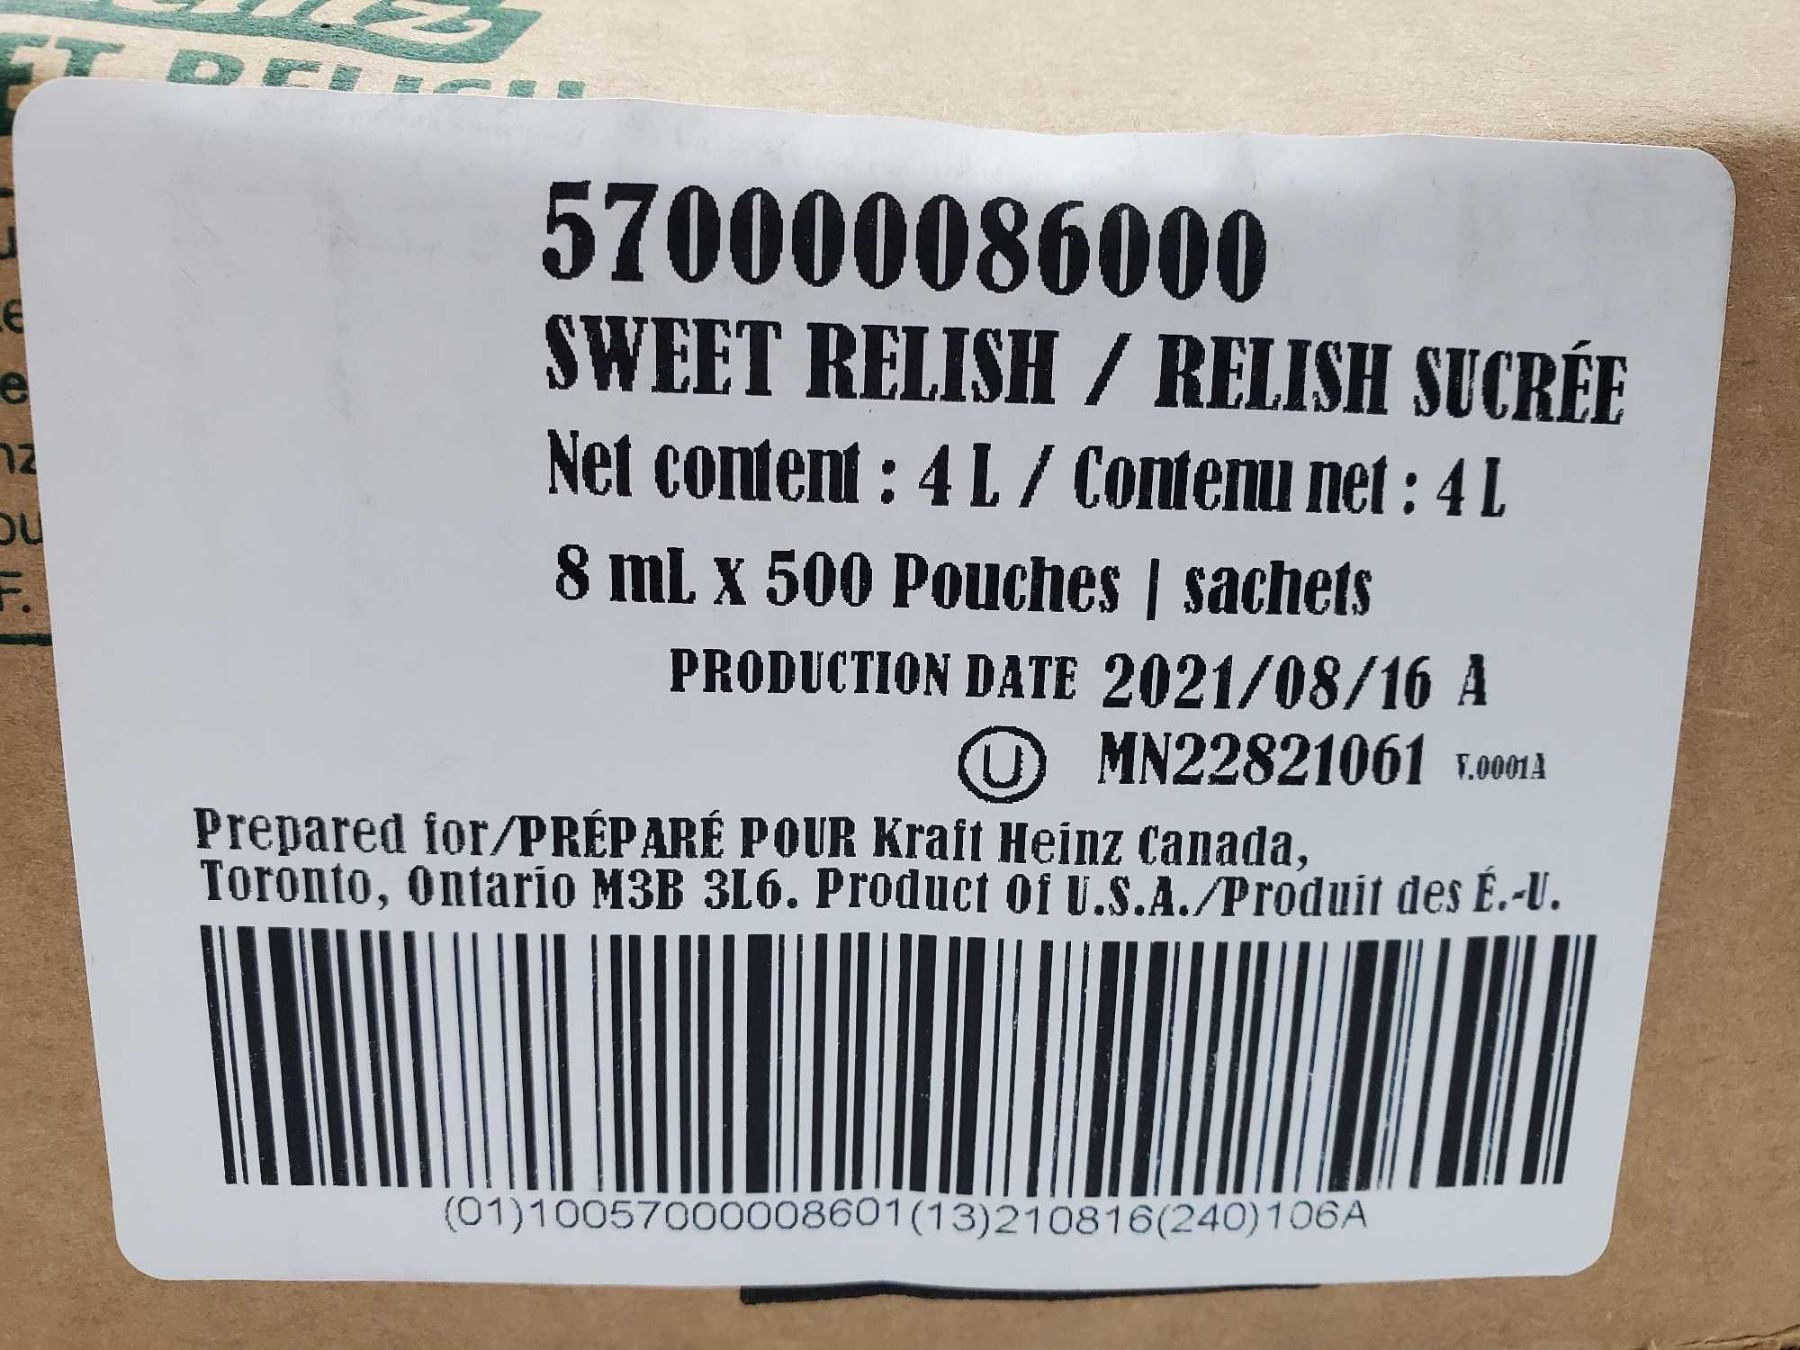 RELISH
570000086000
SWEET RELISH / RELISH SUCRÉE
Net content : 4 L / Contenu net : 4 L
8 mL x 500 Pouches | sachets
PRODUCTION DATE 2021/08/16 A
U MN22821061 V.0001A
Prepared for/PRÉPARÉ POUR Kraft Heinz Canada,
Toronto, Ontario M3B 3L6. Product Of U.S.A./Produit des É.-U.
(01)10057000008601(13)210816(240)106A